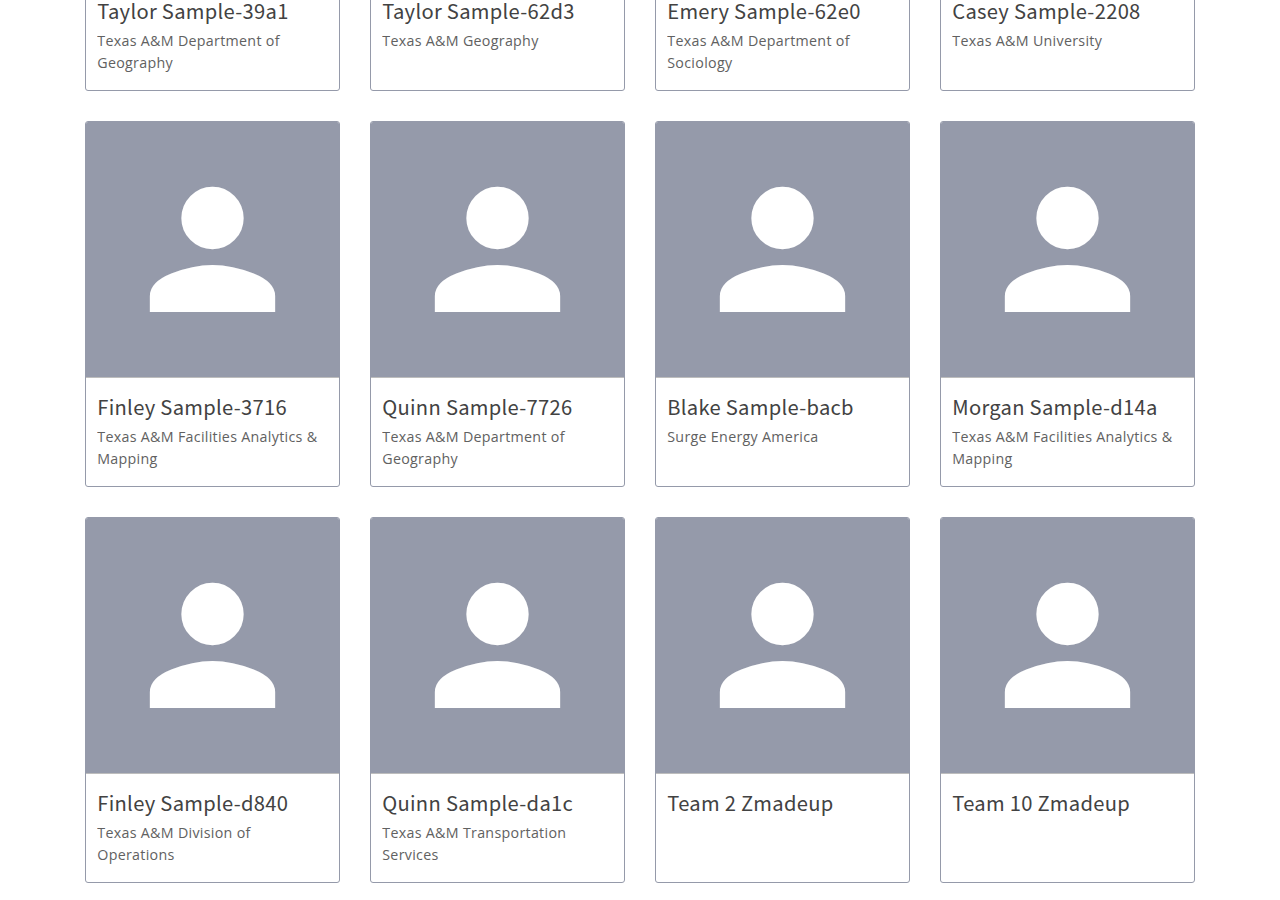 Taylor Sample-39a1
Texas A&M Department of
Geography
Taylor Sample-62d3
Texas A&M Geography
Emery Sample-62e0
Texas A&M Department of
Sociology
Casey Sample-2208
Texas A&M University
Finley Sample-3716
Texas A&M Facilities Analytics &
Mapping
Quinn Sample-7726
Texas A&M Department of
Geography
Blake Sample-bacb
Surge Energy America
Morgan Sample-d14a
Texas A&M Facilities Analytics &
Mapping
Finley Sample-d840
Texas A&M Division of
Operations
Quinn Sample-da1c
Texas A&M Transportation
Services
Team 2 Zmadeup
Team 10 Zmadeup